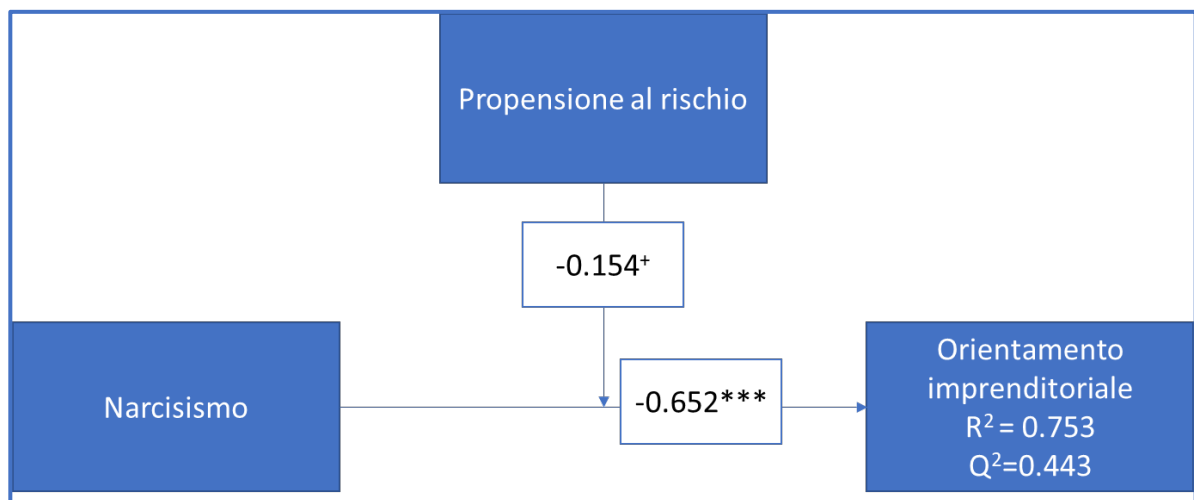 Propensione al rischio
-0.154⁺
Narcisismo
-0.652***
Orientamento
imprenditoriale
R² = 0.753
Q²=0.443